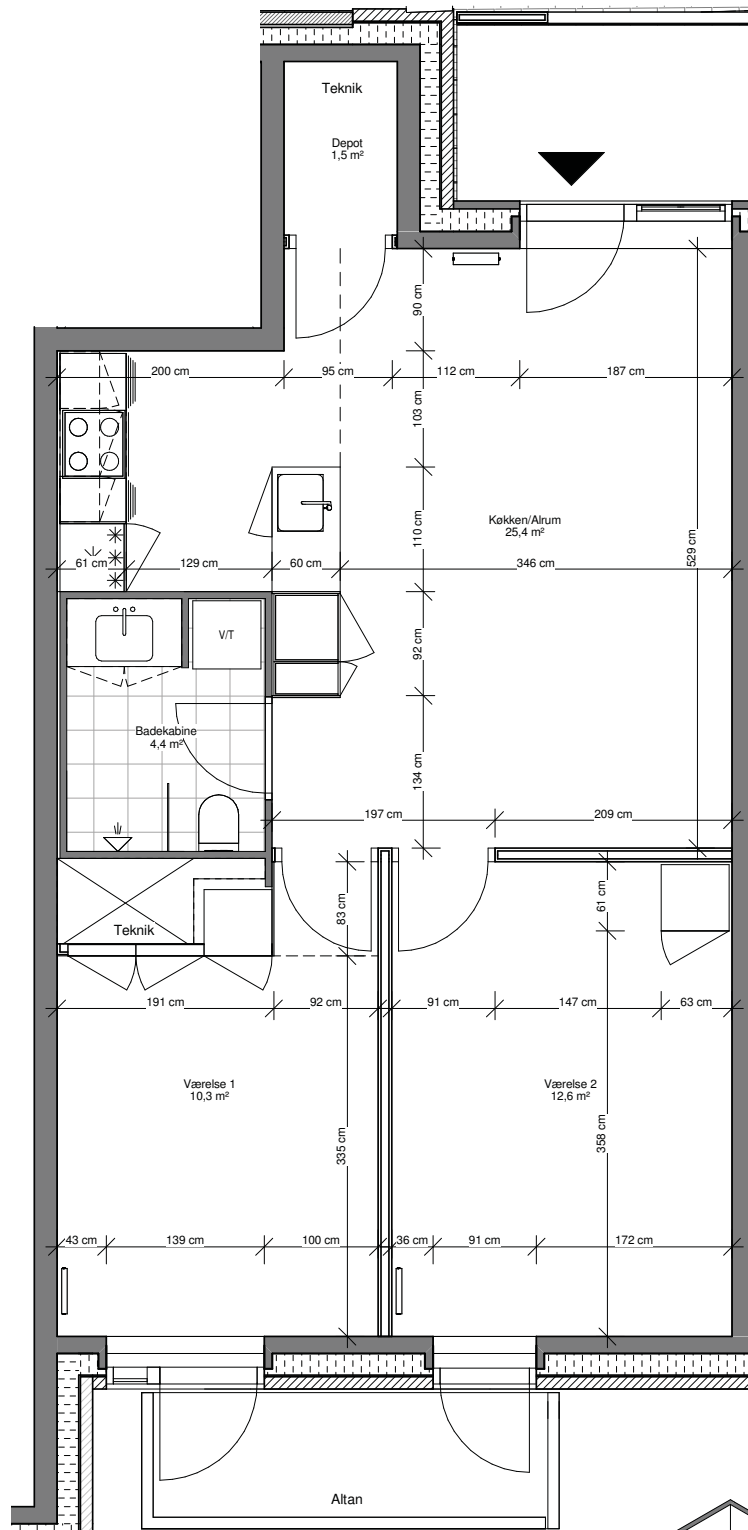 Teknik
Depot
1,5 m²
90 cm
200 cm
95 cm
112 cm
187 cm
103 cm
Køkken/Alrum
25,4 m²
110 cm
529 cm
61 cm
129 cm
60 cm
346 cm
V/T
92 cm
Badekabine
4,4 m²
134 cm
197 cm
209 cm
83 cm
61 cm
Teknik
191 cm
92 cm
91 cm
147 cm
63 cm
Værelse 1
10,3 m²
Værelse 2
12,6 m²
335 cm
358 cm
43 cm
139 cm
100 cm
36 cm
91 cm
172 cm
Altan